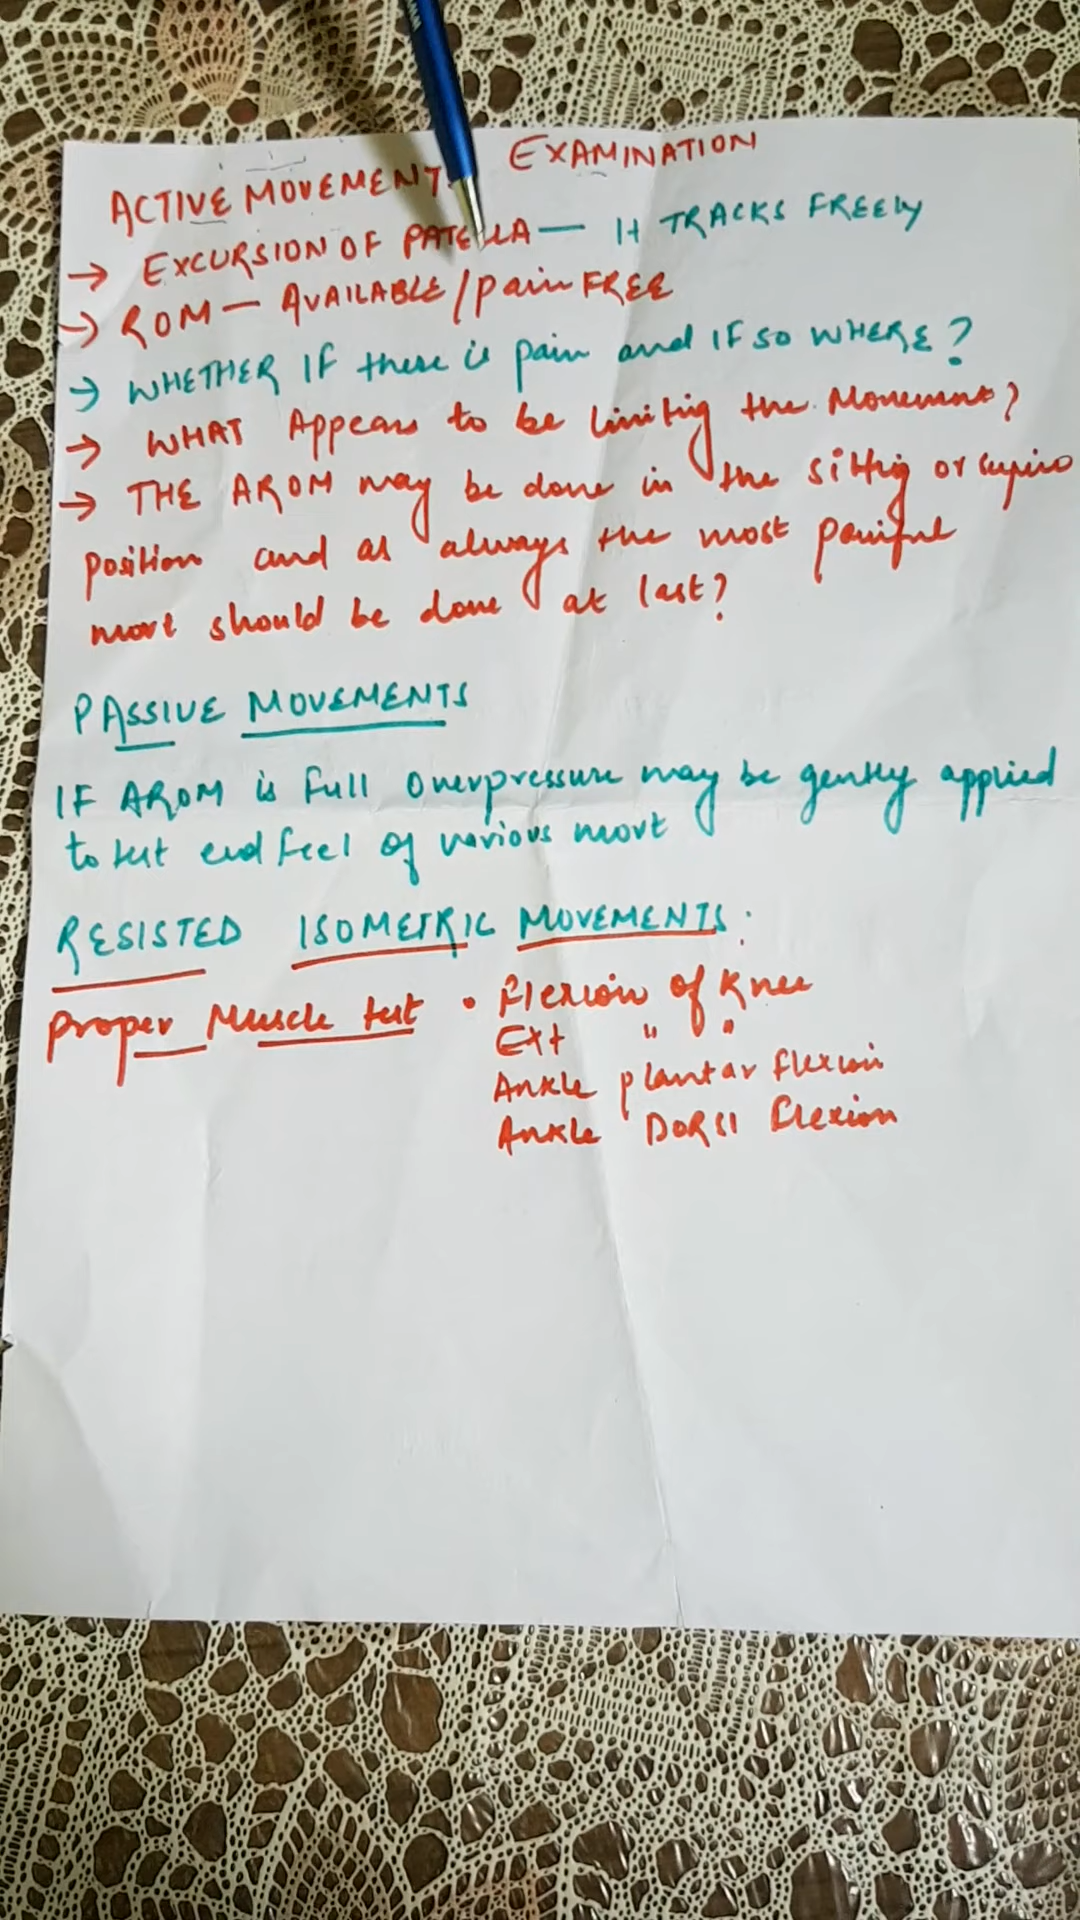 ACTIVE MOVEMENT EXAMINATION
→ EXCURSION OF PATELLA — It TRACKS FREELY
→ ROM — AVAILABLE / pain FREE
→ WHETHER IF there is pain and IF SO WHERE?
→ WHAT Appears to be limiting the Movement?
→ THE AROM may be done in the sitting or supine
position and as always the most painful
movt should be done at last?
PASSIVE MOVEMENTS
IF AROM is full overpressure may be gently applied
to test end feel of various movt
RESISTED ISOMETRIC MOVEMENTS:
Proper Muscle test • Flexion of Knee
Ext " "
Ankle plantar flexion
Ankle DORSI flexion